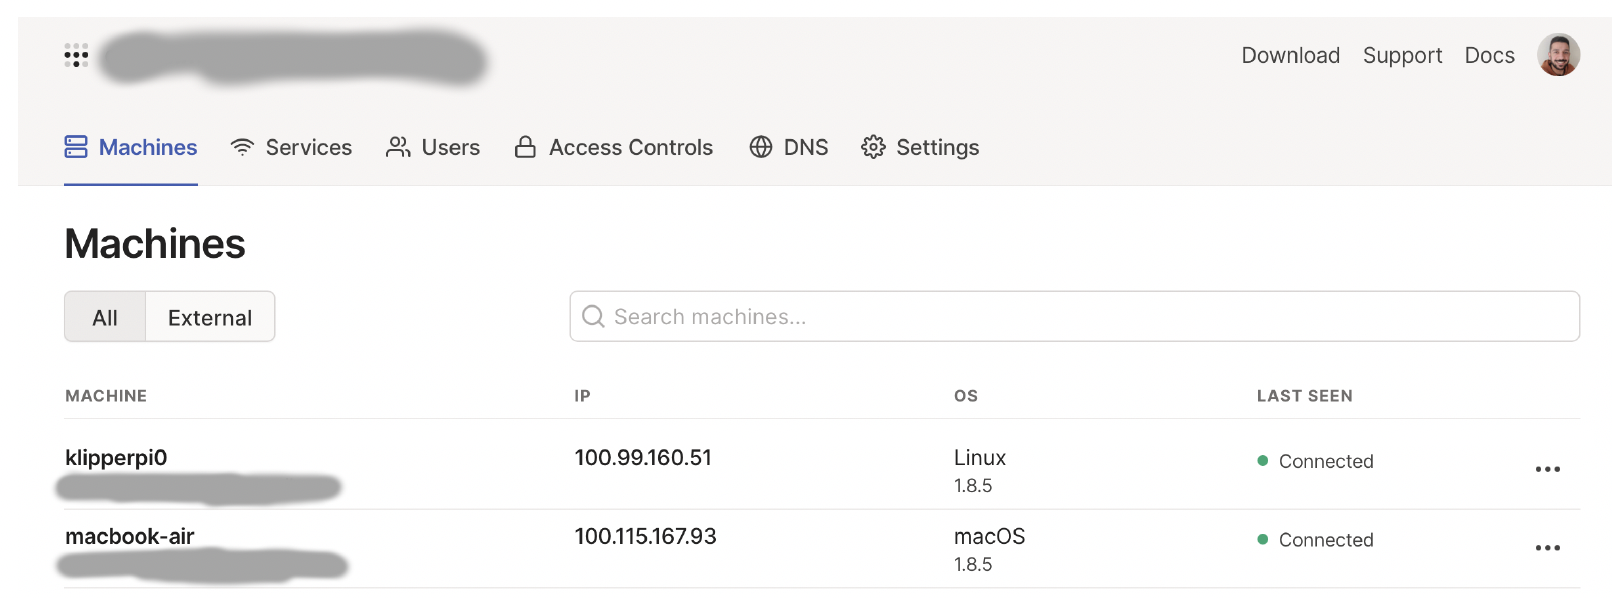 Download Support Docs
Machines Services Users Access Controls DNS Settings
Machines
All External Search machines...
MACHINE IP OS LAST SEEN
klipperpi0 100.99.160.51 Linux Connected
1.8.5
macbook-air 100.115.167.93 macOS Connected
1.8.5